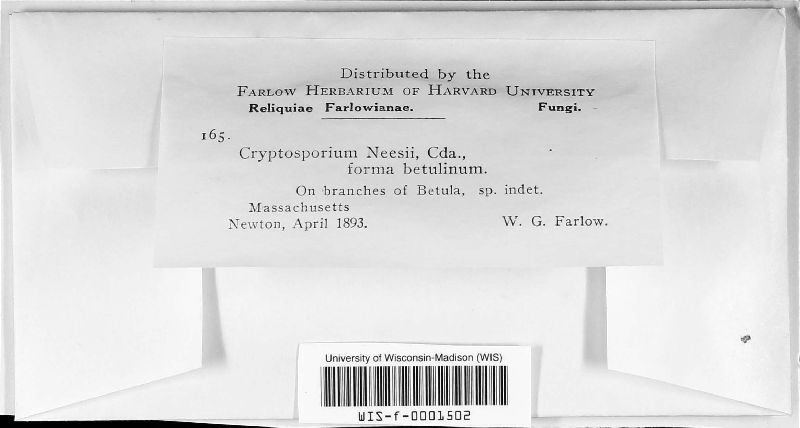 Distributed by the
Farlow Herbarium of Harvard University
Reliquiae Farlowianae. Fungi.
165.
Cryptosporium Neesii, Cda.,
forma betulinum.
On branches of Betula, sp. indet.
Massachusetts
Newton, April 1893. W. G. Farlow.
University of Wisconsin-Madison (WIS)
WIS-f-0001502